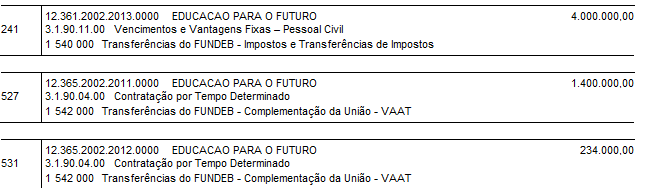 12.361.2002.2013.0000 EDUCACAO PARA O FUTURO 4.000.000,00
241 3.1.90.11.00 Vencimentos e Vantagens Fixas – Pessoal Civil
1 540 000 Transferências do FUNDEB - Impostos e Transferências de Impostos
12.365.2002.2011.0000 EDUCACAO PARA O FUTURO 1.400.000,00
527 3.1.90.04.00 Contratação por Tempo Determinado
1 542 000 Transferências do FUNDEB - Complementação da União - VAAT
12.365.2002.2012.0000 EDUCACAO PARA O FUTURO 234.000,00
531 3.1.90.04.00 Contratação por Tempo Determinado
1 542 000 Transferências do FUNDEB - Complementação da União - VAAT